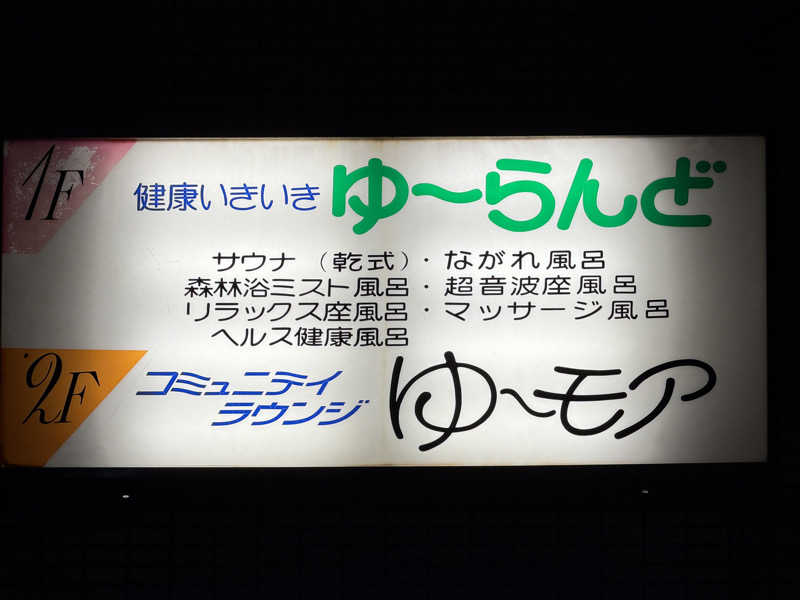 1F
健康いきいき ゆ〜らんど
サウナ(乾式)・ながれ風呂
森林浴ミスト風呂・超音波座風呂
リラックス座風呂・マッサージ風呂
ヘルス健康風呂
2F
コミュニティ
ラウンジ
ゆ〜モア